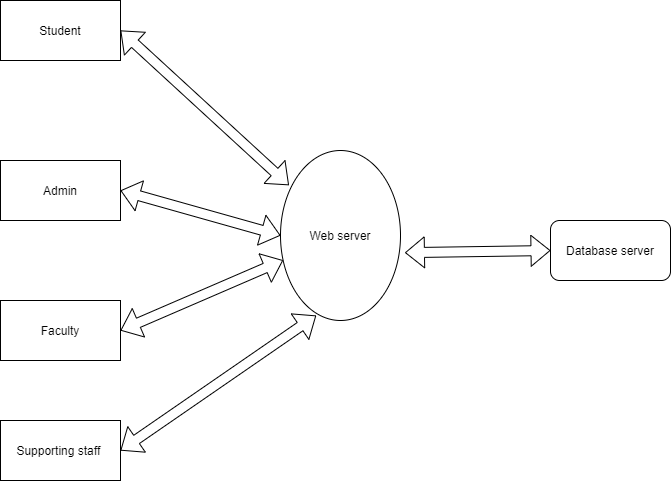 Student
Admin
Web server
Database server
Faculty
Supporting staff